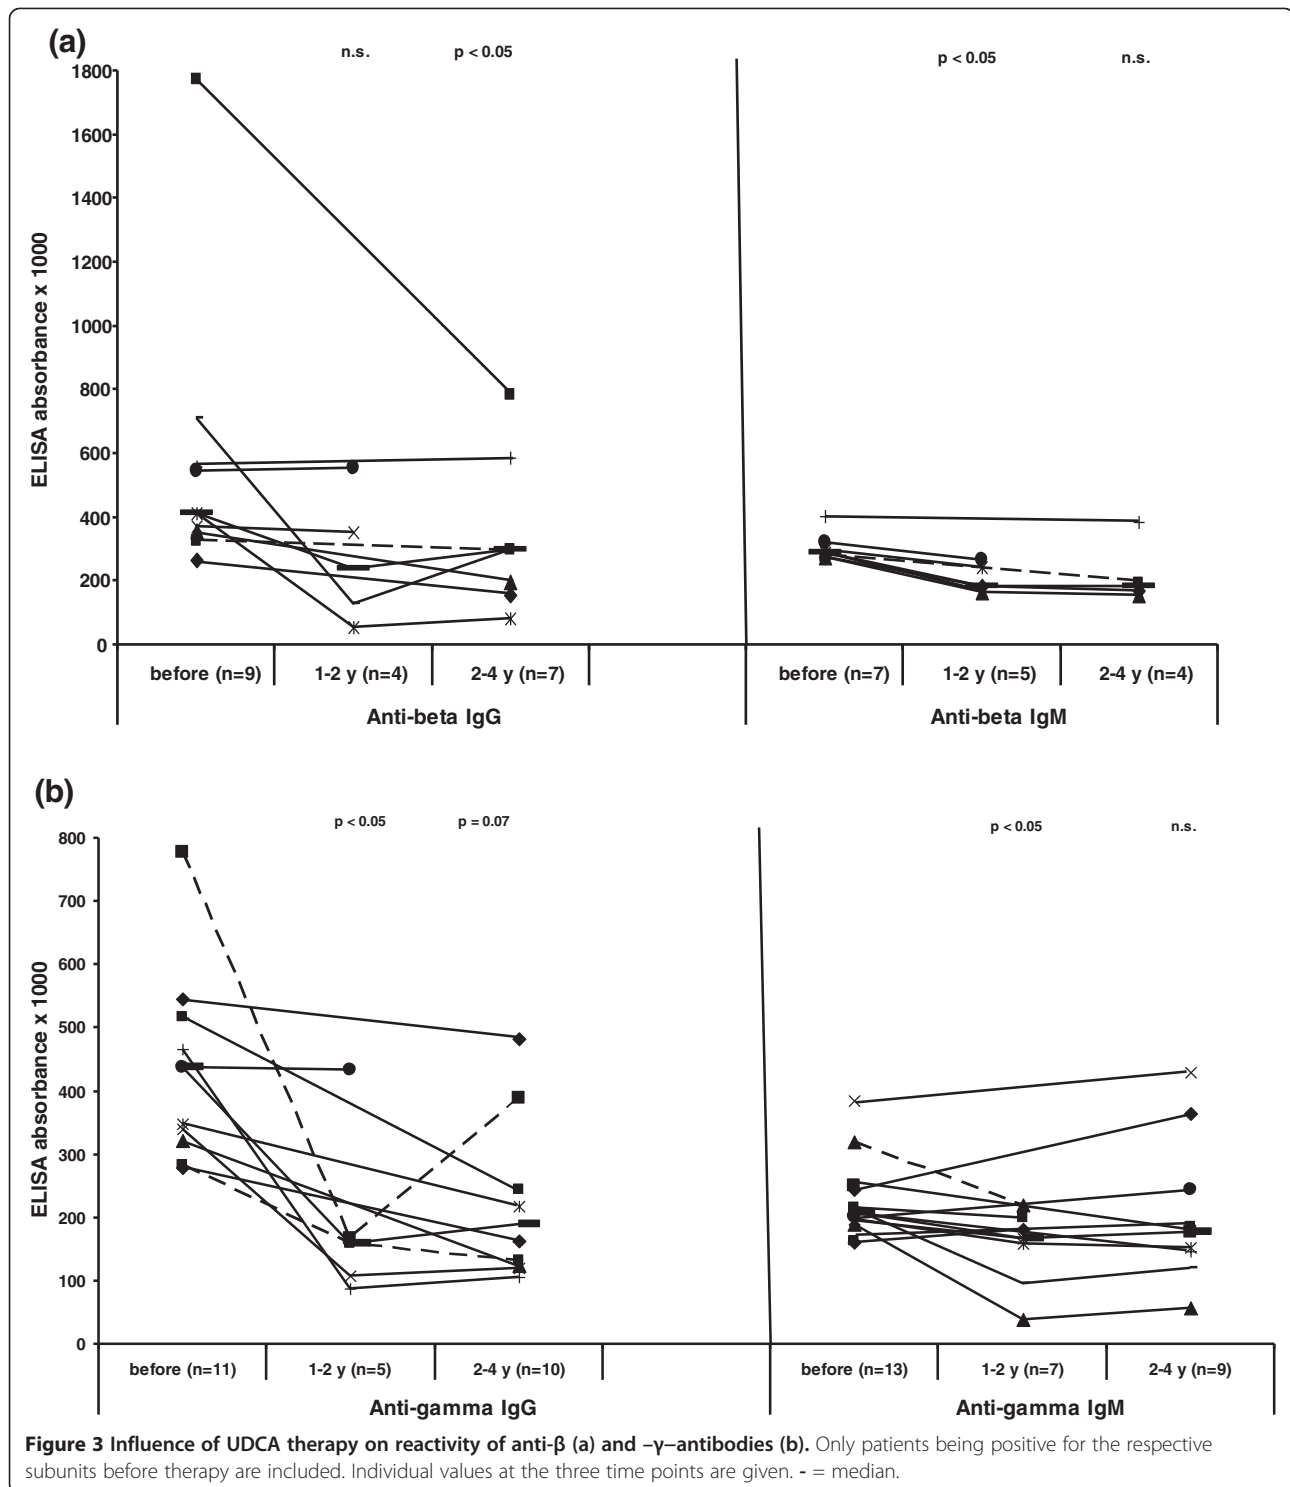 (a)
n.s. p < 0.05 p < 0.05 n.s.
1800
1600
1400
1200
1000
800
600
400
200
0
ELISA absorbance x 1000
before (n=9) 1-2 y (n=4) 2-4 y (n=7) before (n=7) 1-2 y (n=5) 2-4 y (n=4)
Anti-beta IgG Anti-beta IgM
(b)
p < 0.05 p = 0.07 p < 0.05 n.s.
800
700
600
500
400
300
200
100
0
ELISA absorbance x 1000
before (n=11) 1-2 y (n=5) 2-4 y (n=10) before (n=13) 1-2 y (n=7) 2-4 y (n=9)
Anti-gamma IgG Anti-gamma IgM
Figure 3 Influence of UDCA therapy on reactivity of anti-β (a) and –γ–antibodies (b). Only patients being positive for the respective
subunits before therapy are included. Individual values at the three time points are given. - = median.